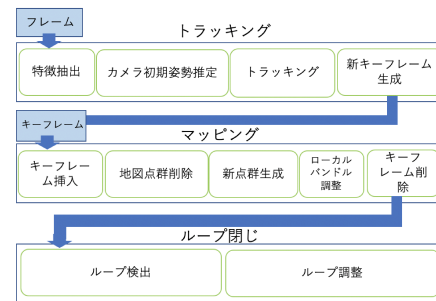 フレーム
トラッキング
特徴抽出
カメラ初期姿勢推定
トラッキング
新キーフレーム
生成
キーフレーム
マッピング
キーフレー
ム挿入
地図点群削除
新点群生成
ローカル
バンドル
調整
キーフ
レーム削
除
ループ閉じ
ループ検出
ループ調整